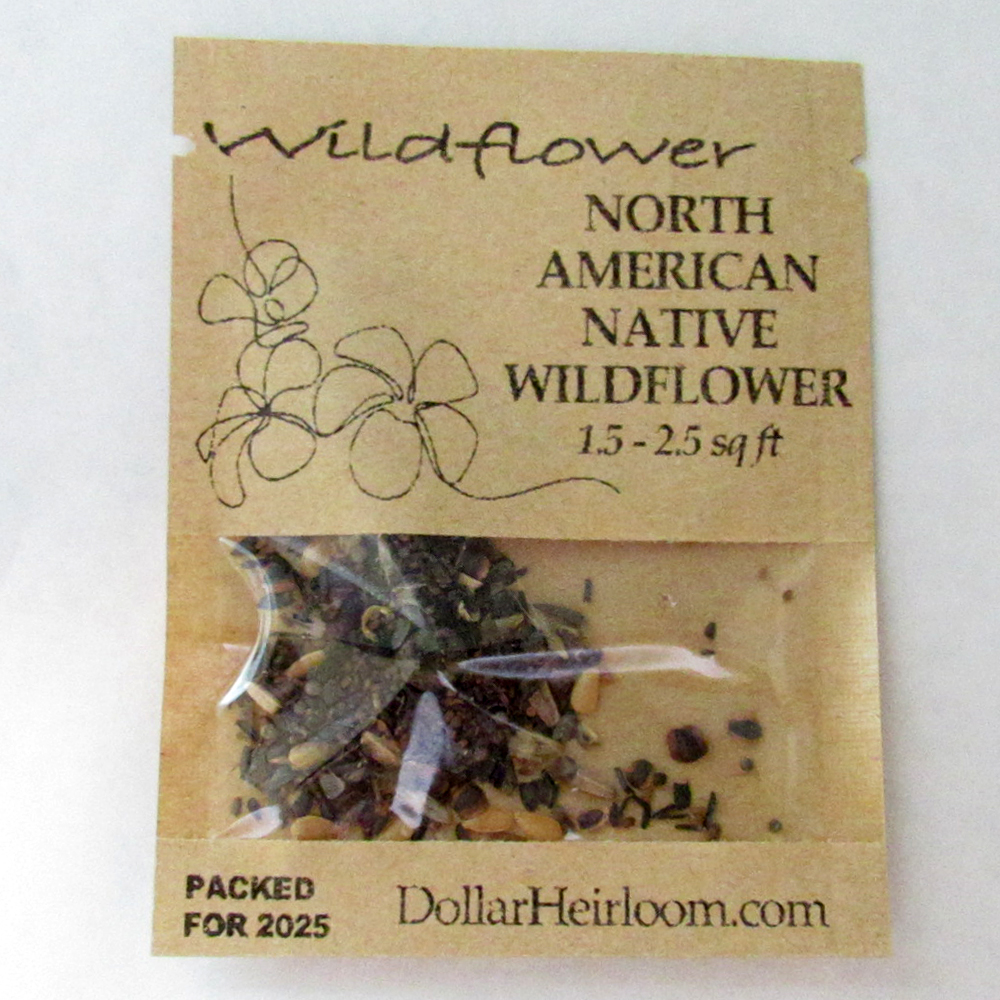 Wildflower
NORTH
AMERICAN
NATIVE
WILDFLOWER
1.5 - 2.5 sq ft
PACKED
FOR 2025
DollarHeirloom.com